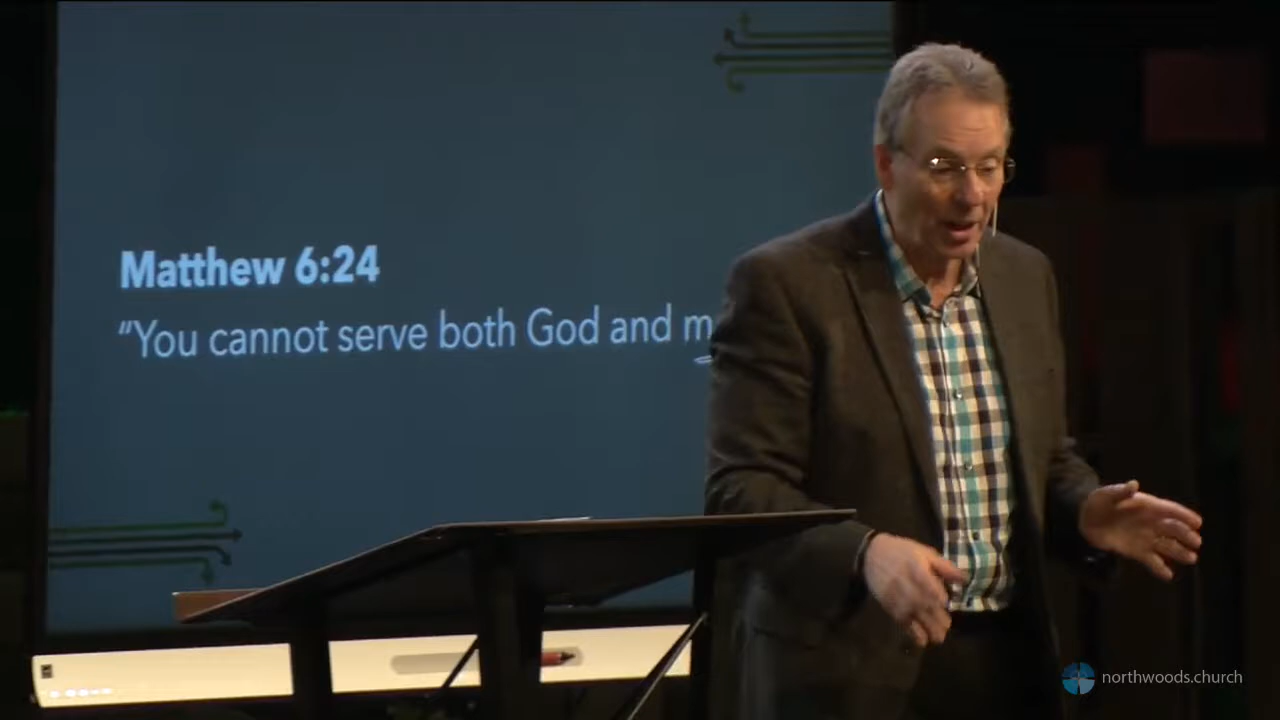 Matthew 6:24
“You cannot serve both God and m
northwoods.church